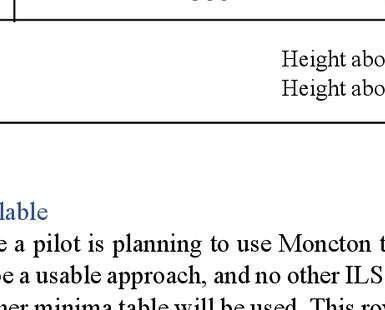 Height abo
Height abo
lable
e a pilot is planning to use Moncton t
be a usable approach, and no other ILS
her minima table will be used. This ro